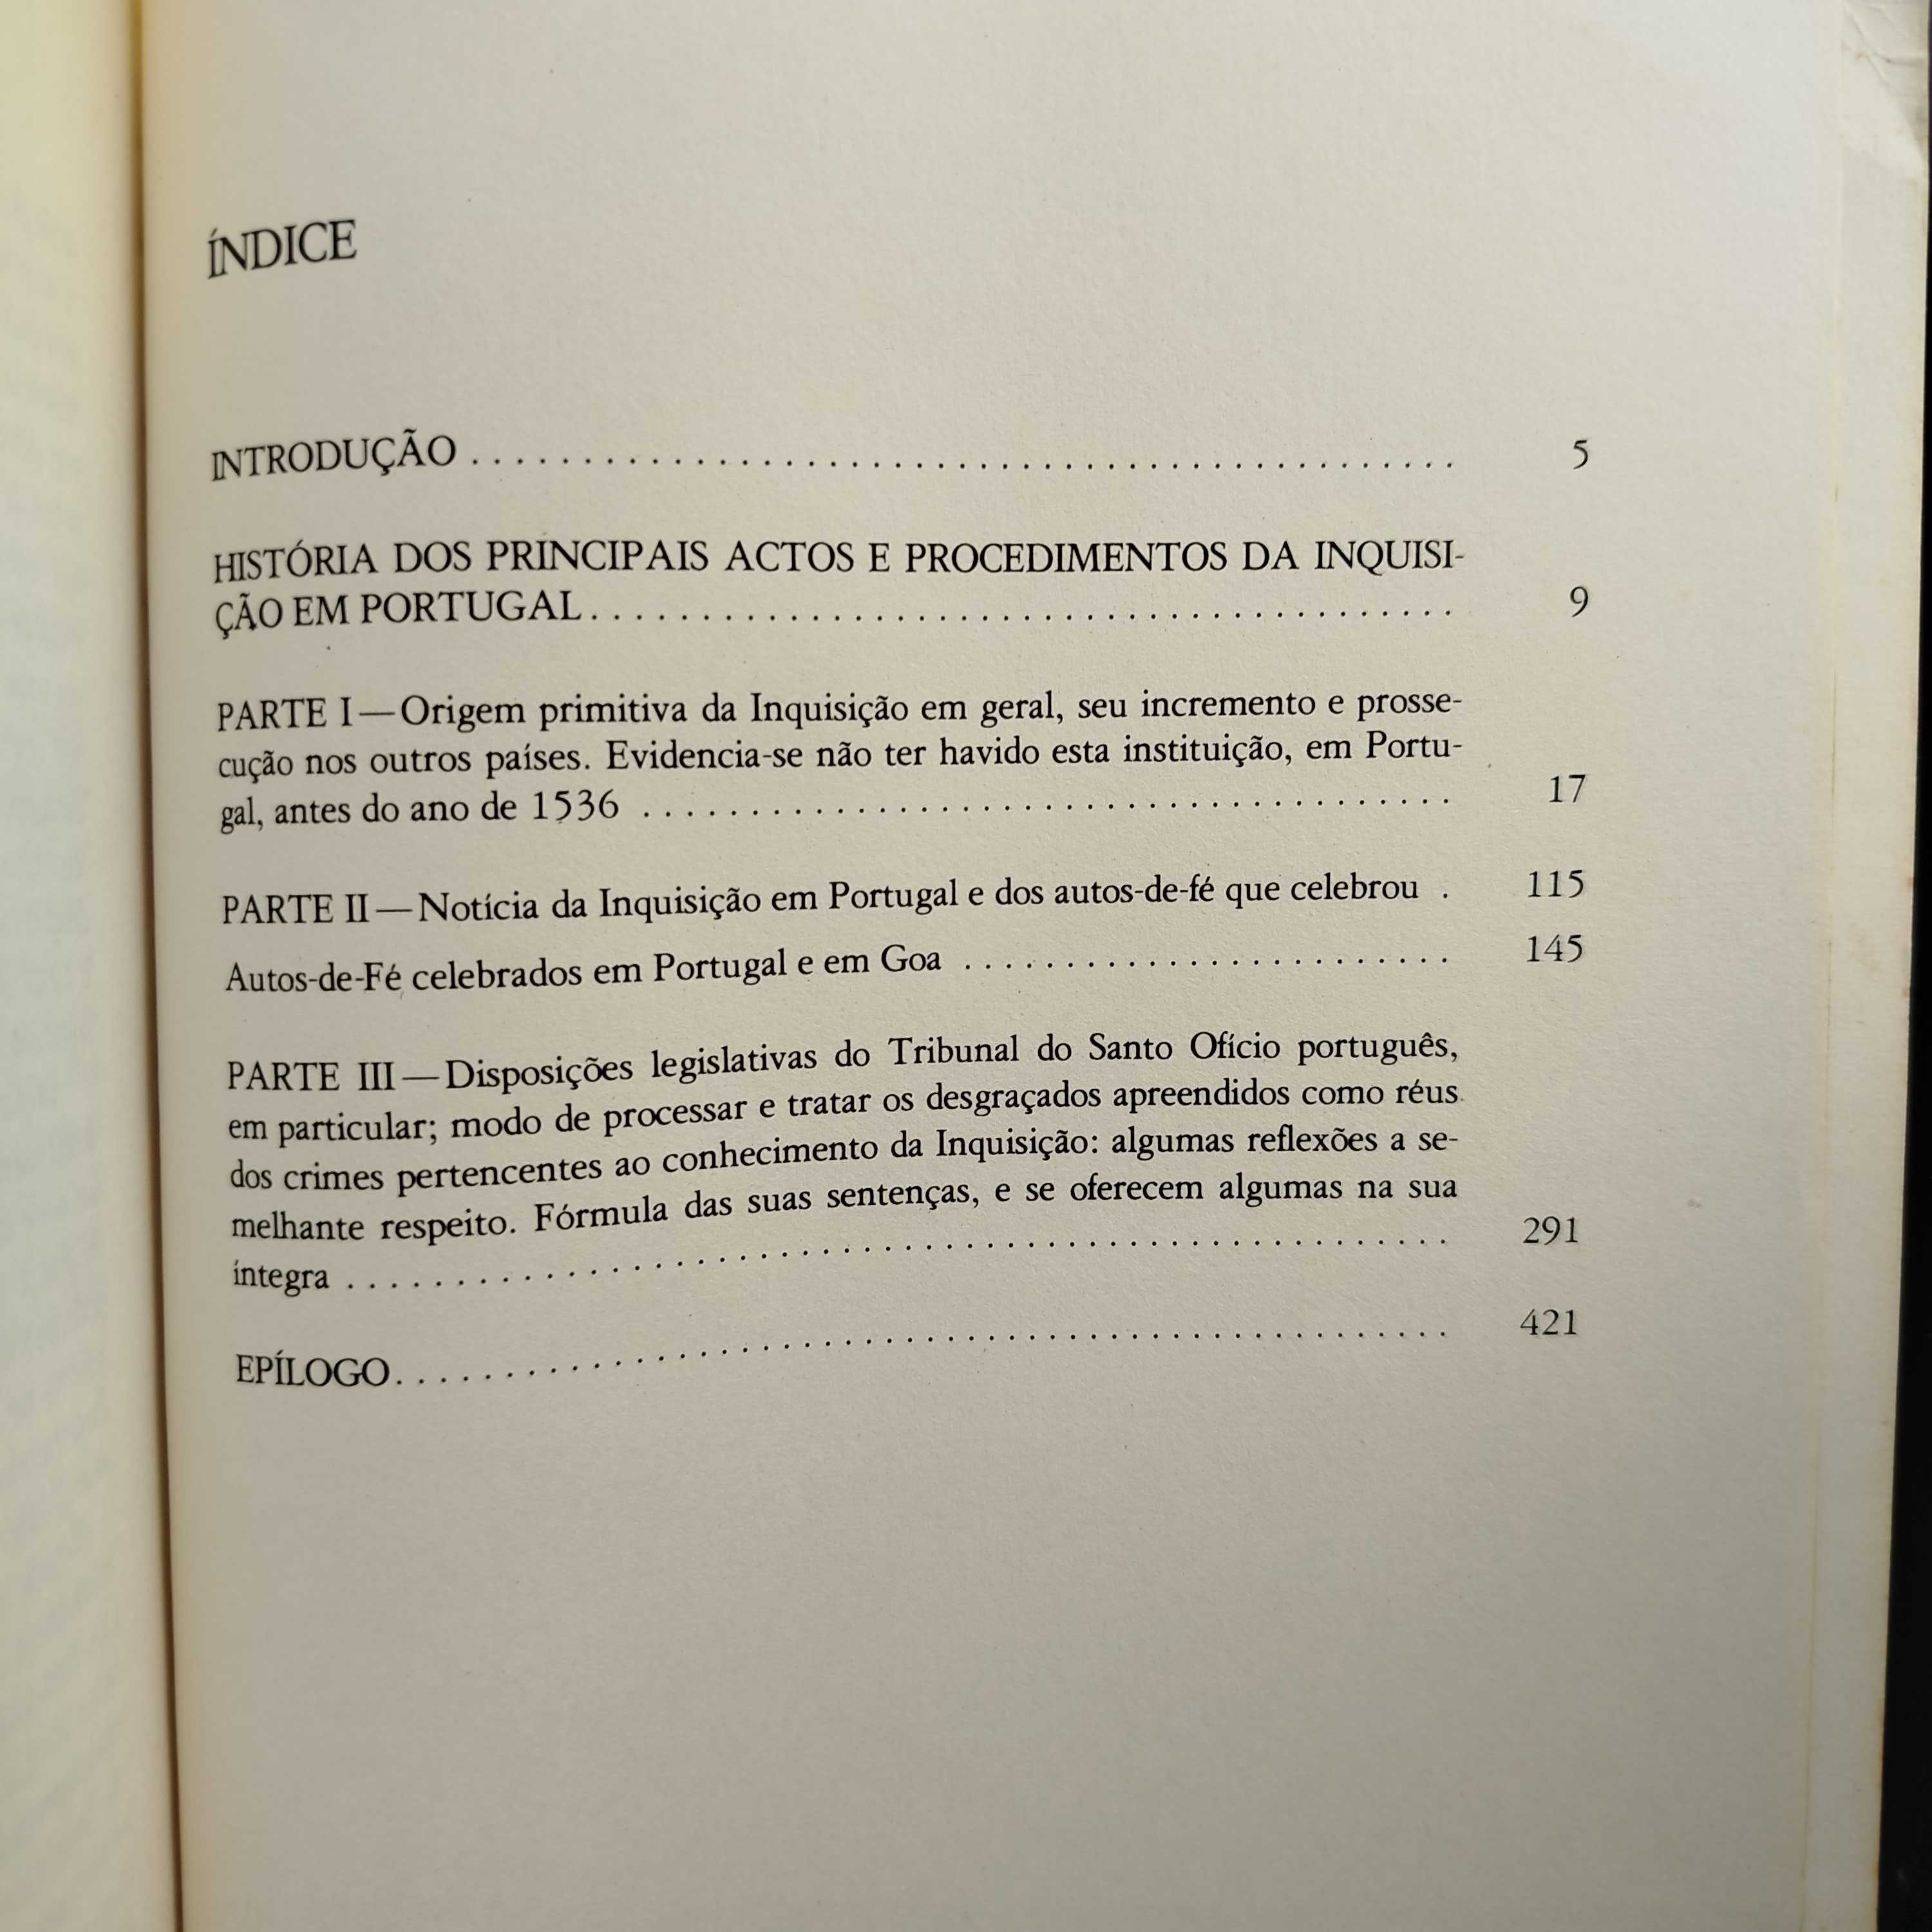 ÍNDICE
INTRODUÇÃO . . . . . . . . . . . . . . . . . . . . . . . . . . . . . . . . . . . . . . . . . . . . . 5
HISTÓRIA DOS PRINCIPAIS ACTOS E PROCEDIMENTOS DA INQUISI-
ÇÃO EM PORTUGAL. . . . . . . . . . . . . . . . . . . . . . . . . . . . . . . . . . . . . . . 9
PARTE I—Origem primitiva da Inquisição em geral, seu incremento e prosse-
cução nos outros países. Evidencia-se não ter havido esta instituição, em Portu-
gal, antes do ano de 1536 . . . . . . . . . . . . . . . . . . . . . . . . . . . . . . . . . . . . . 17
PARTE II—Notícia da Inquisição em Portugal e dos autos-de-fé que celebrou . 115
Autos-de-Fé celebrados em Portugal e em Goa . . . . . . . . . . . . . . . . . . . . . . . 145
PARTE III—Disposições legislativas do Tribunal do Santo Ofício português,
em particular; modo de processar e tratar os desgraçados apreendidos como réus
dos crimes pertencentes ao conhecimento da Inquisição: algumas reflexões a se-
melhante respeito. Fórmula das suas sentenças, e se oferecem algumas na sua
íntegra . . . . . . . . . . . . . . . . . . . . . . . . . . . . . . . . . . . . . . . . . . . . . . . . . . 291
EPÍLOGO. . . . . . . . . . . . . . . . . . . . . . . . . . . . . . . . . . . . . . . . . . . . . . . . 421